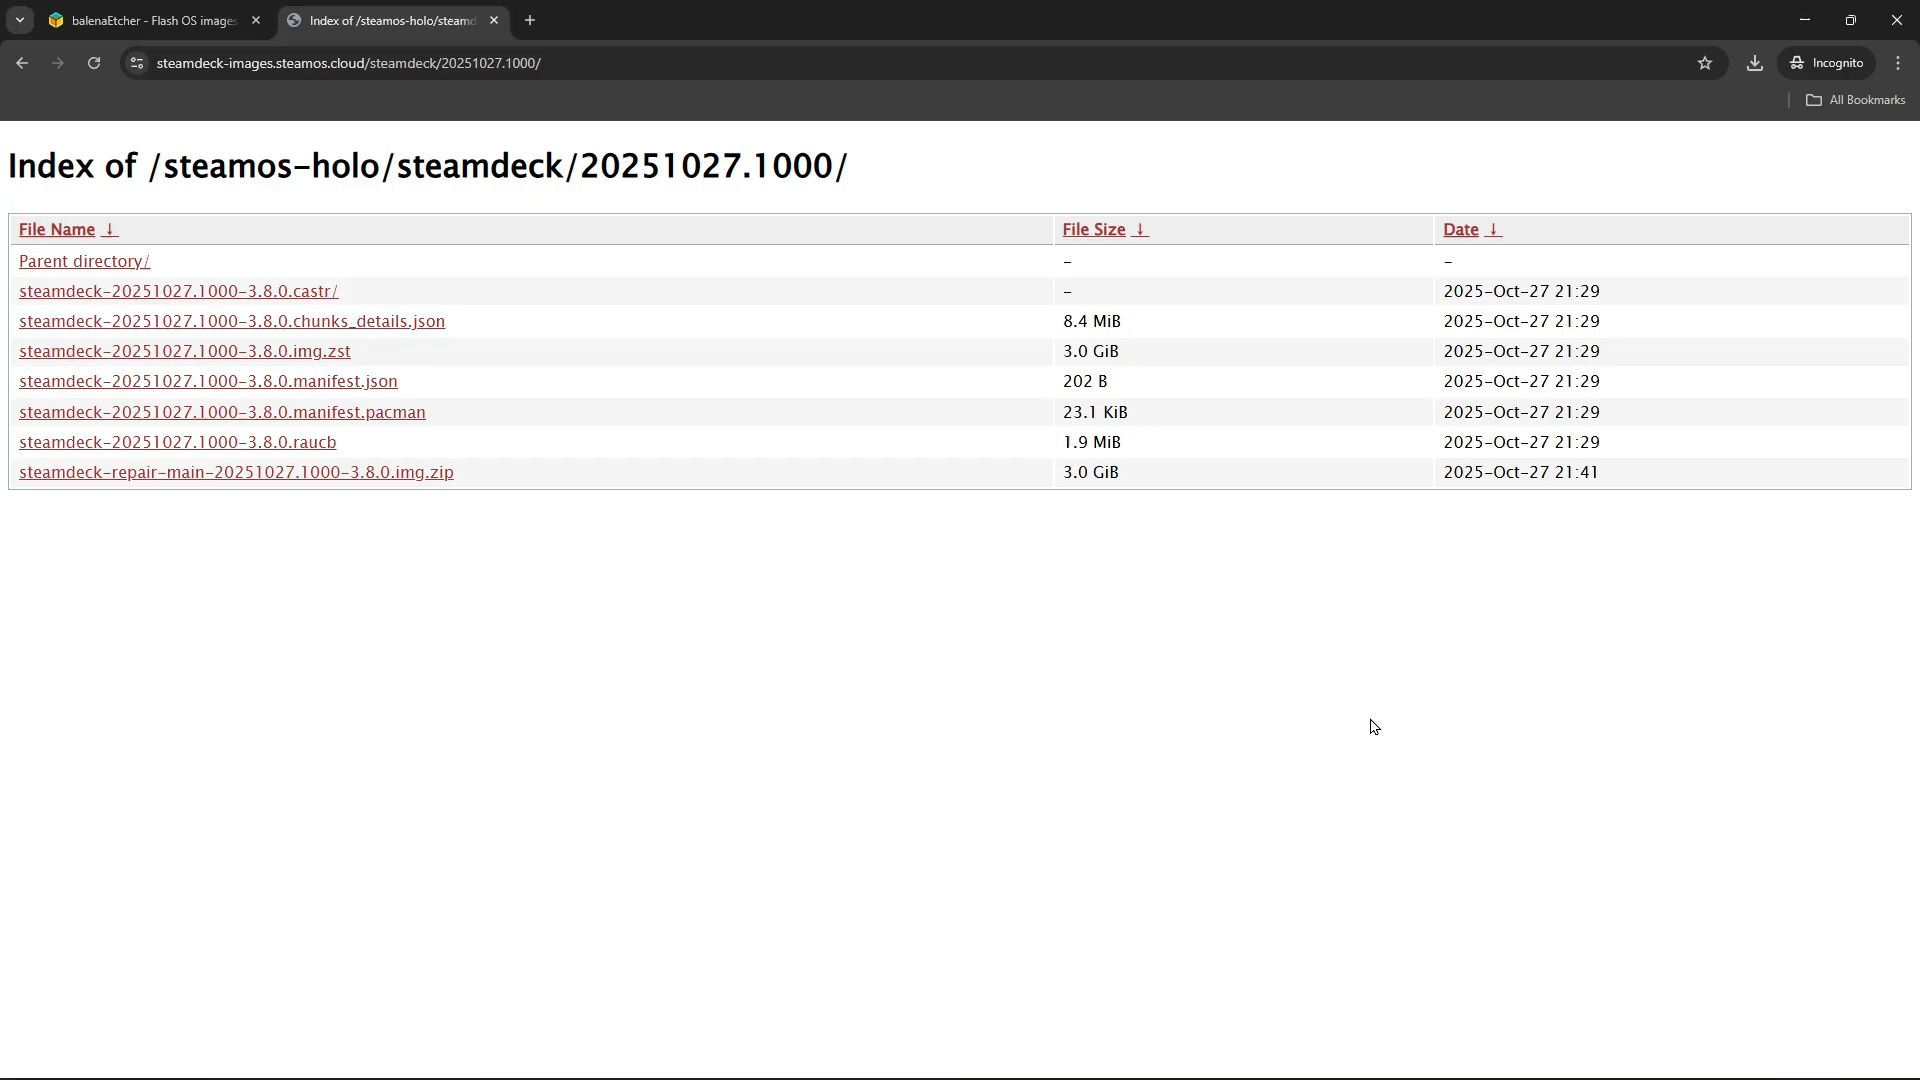 balenaEtcher - Flash OS images
Index of /steamos-holo/steamd
steamdeck-images.steamos.cloud/steamdeck/20251027.1000/
Incognito
All Bookmarks
Index of /steamos-holo/steamdeck/20251027.1000/
File Name ↓ File Size ↓ Date ↓
Parent directory/ - -
steamdeck-20251027.1000-3.8.0.castr/ - 2025-Oct-27 21:29
steamdeck-20251027.1000-3.8.0.chunks_details.json 8.4 MiB 2025-Oct-27 21:29
steamdeck-20251027.1000-3.8.0.img.zst 3.0 GiB 2025-Oct-27 21:29
steamdeck-20251027.1000-3.8.0.manifest.json 202 B 2025-Oct-27 21:29
steamdeck-20251027.1000-3.8.0.manifest.pacman 23.1 KiB 2025-Oct-27 21:29
steamdeck-20251027.1000-3.8.0.raucb 1.9 MiB 2025-Oct-27 21:29
steamdeck-repair-main-20251027.1000-3.8.0.img.zip 3.0 GiB 2025-Oct-27 21:41